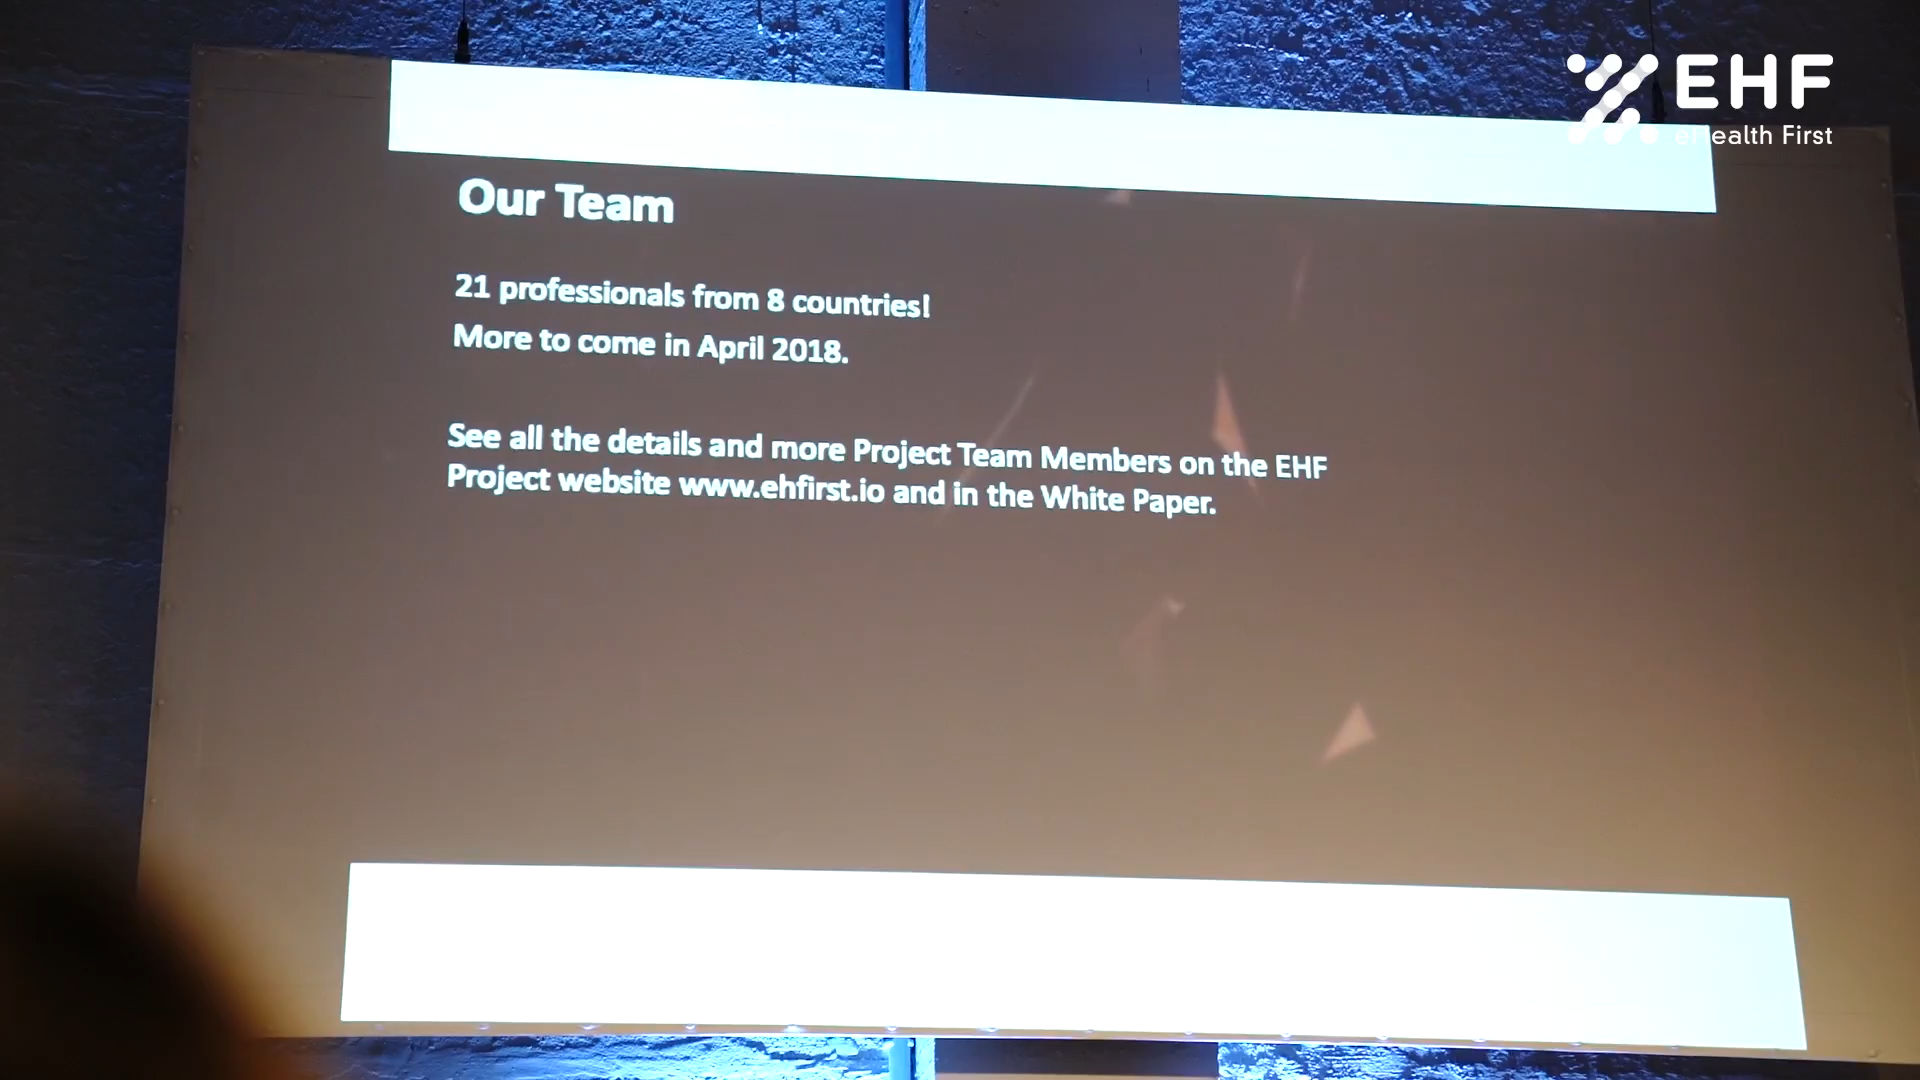 EHF
eHealth First
Our Team
21 professionals from 8 countries!
More to come in April 2018.
See all the details and more Project Team Members on the EHF
Project website www.ehfirst.io and in the White Paper.